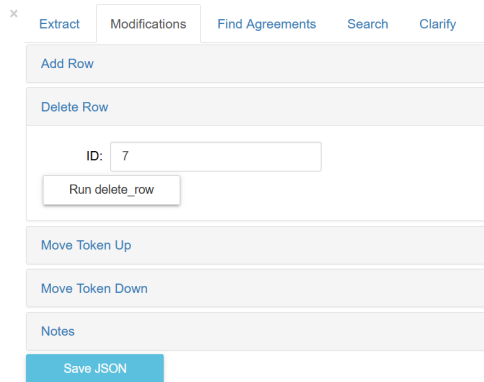 ×
Extract Modifications Find Agreements Search Clarify
Add Row
Delete Row
ID: 7
Run delete_row
Move Token Up
Move Token Down
Notes
Save JSON